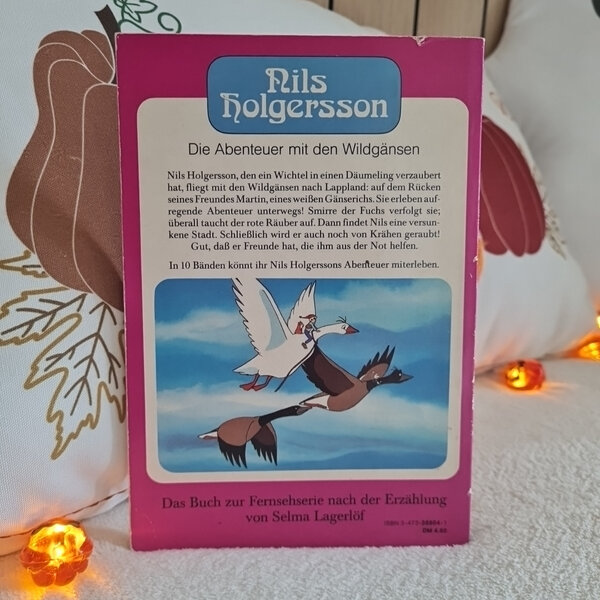 Nils
Holgersson
Die Abenteuer mit den Wildgänsen
Nils Holgersson, den ein Wichtel in einen Däumeling verzaubert
hat, fliegt mit den Wildgänsen nach Lappland: auf dem Rücken
seines Freundes Martin, eines weißen Gänserichs. Sie erleben auf-
regende Abenteuer unterwegs! Smirre der Fuchs verfolgt sie;
überall taucht der rote Räuber auf. Dann findet Nils eine versun-
kene Stadt. Schließlich wird er auch noch von Krähen geraubt!
Gut, daß er Freunde hat, die ihm aus der Not helfen.
In 10 Bänden könnt ihr Nils Holgerssons Abenteuer miterleben.
Das Buch zur Fernsehserie nach der Erzählung
von Selma Lagerlöf